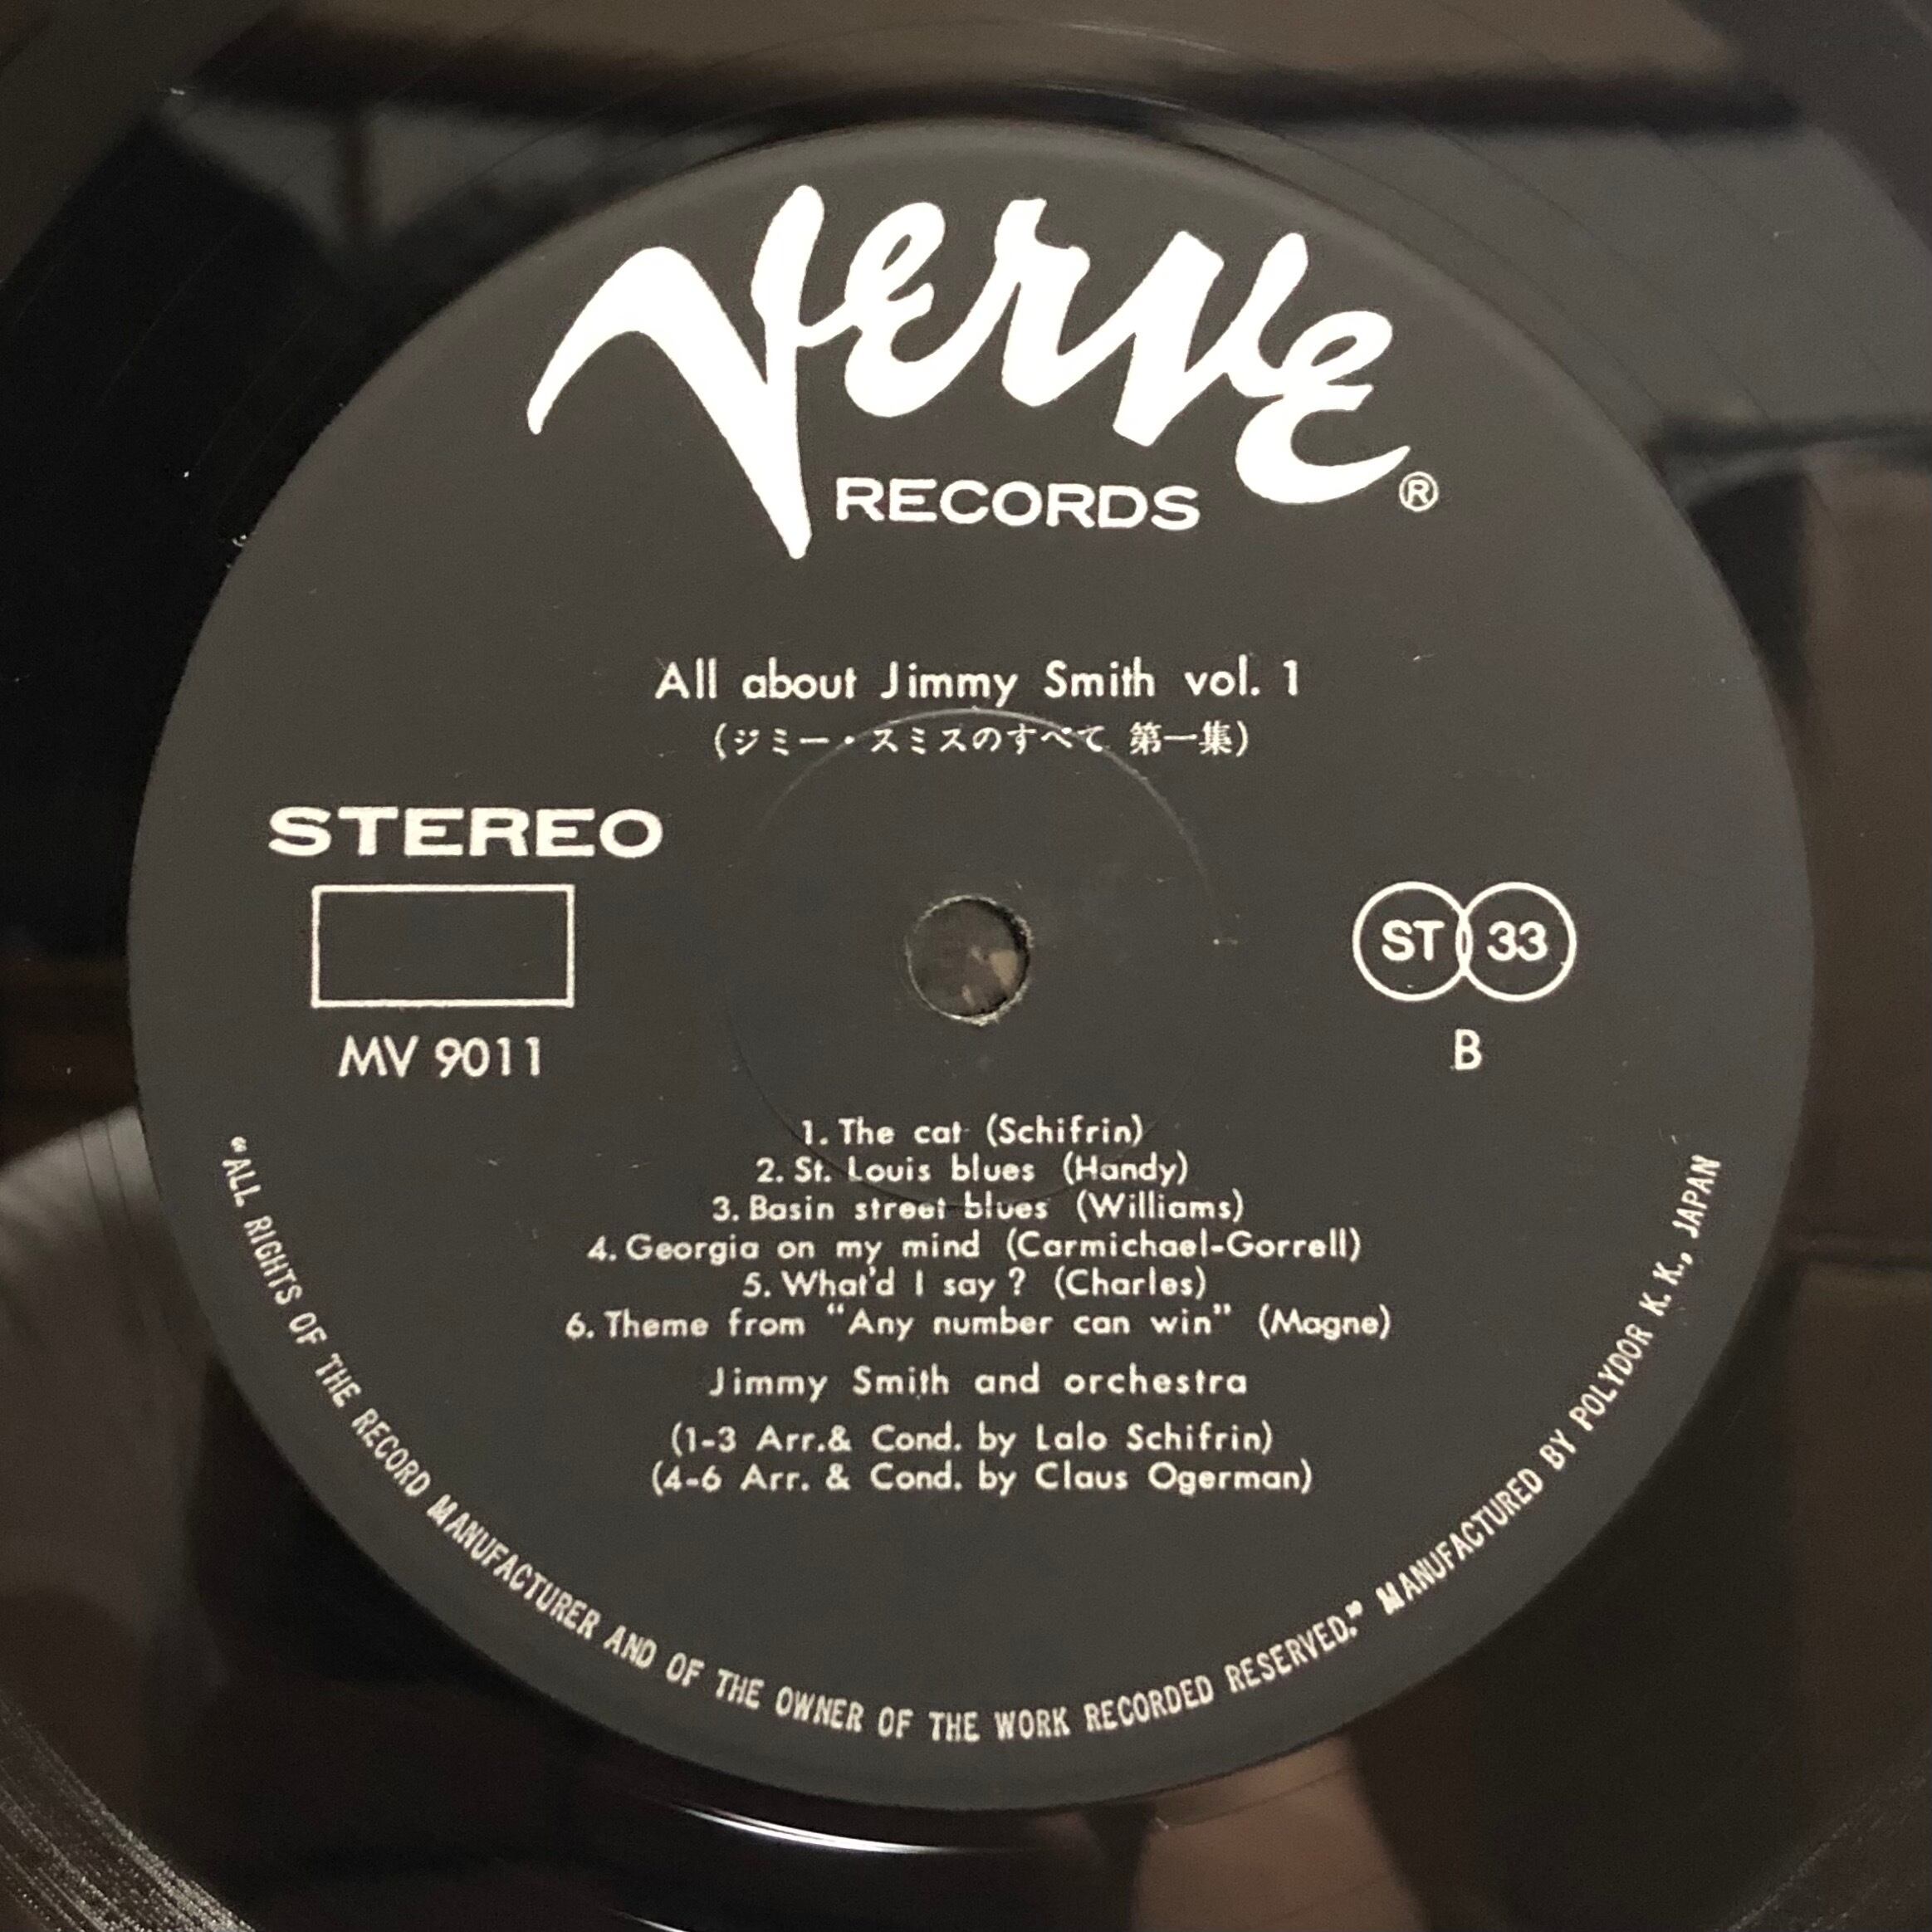 Verve
RECORDS ®
All about Jimmy Smith vol. 1
(ジミー・スミスのすべて 第一集)
STEREO
MV 9011
ST 33
B
1. The cat (Schifrin)
2. St. Louis blues (Handy)
3. Basin street blues (Williams)
4. Georgia on my mind (Carmichael-Gorrell)
5. What'd I say? (Charles)
6. Theme from "Any number can win" (Magne)
Jimmy Smith and orchestra
(1-3 Arr.& Cond. by Lalo Schifrin)
(4-6 Arr. & Cond. by Claus Ogerman)
"ALL RIGHTS OF THE RECORD MANUFACTURER AND OF THE OWNER OF THE WORK RECORDED RESERVED." MANUFACTURED BY POLYDOR K. K., JAPAN